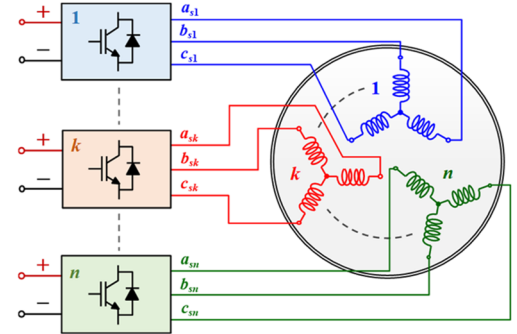 + 1 a_s1
b_s1
− c_s1
1
+ k a_sk
b_sk
− c_sk
k
n
+ n a_sn
b_sn
− c_sn